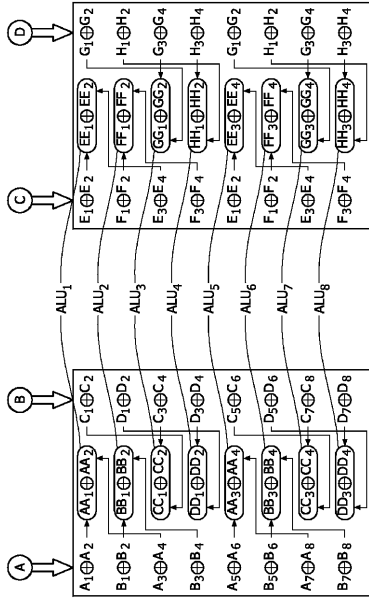 A B C D
A₁⊕A₂ AA₁⊕AA₂ C₁⊕C₂ ALU₁ E₁⊕E₂ EE₁⊕EE₂ G₁⊕G₂
B₁⊕B₂ BB₁⊕BB₂ D₁⊕D₂ ALU₂ F₁⊕F₂ FF₁⊕FF₂ H₁⊕H₂
A₃⊕A₄ CC₁⊕CC₂ C₃⊕C₄ ALU₃ E₃⊕E₄ GG₁⊕GG₂ G₃⊕G₄
B₃⊕B₄ DD₁⊕DD₂ D₃⊕D₄ ALU₄ F₃⊕F₄ HH₁⊕HH₂ H₃⊕H₄
A₅⊕A₆ AA₃⊕AA₄ C₅⊕C₆ ALU₅ E₁⊕E₂ EE₃⊕EE₄ G₁⊕G₂
B₅⊕B₆ BB₃⊕BB₄ D₅⊕D₆ ALU₆ F₁⊕F₂ FF₃⊕FF₄ H₁⊕H₂
A₇⊕A₈ CC₃⊕CC₄ C₇⊕C₈ ALU₇ E₃⊕E₄ GG₃⊕GG₄ G₃⊕G₄
B₇⊕B₈ DD₃⊕DD₄ D₇⊕D₈ ALU₈ F₃⊕F₄ HH₃⊕HH₄ H₃⊕H₄